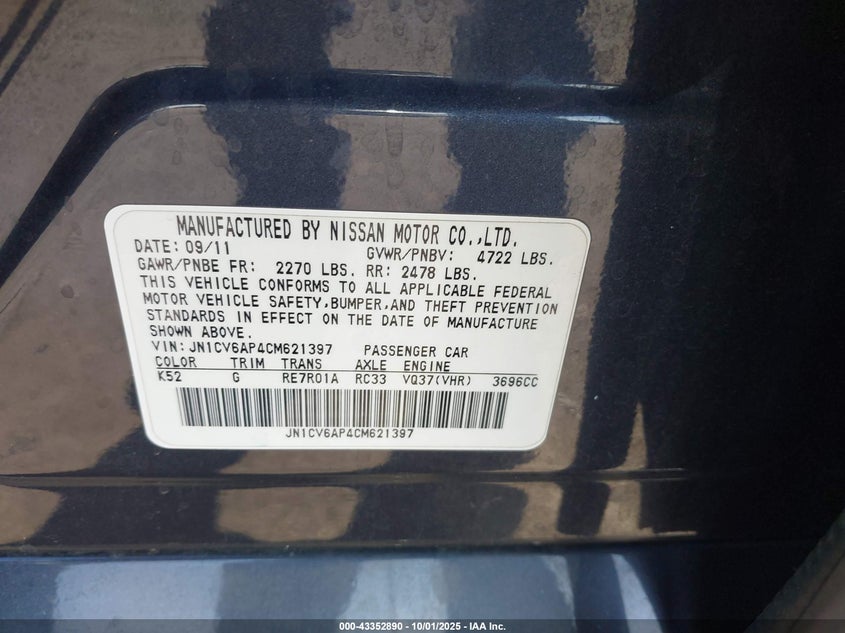 MANUFACTURED BY NISSAN MOTOR CO.,LTD.
DATE: 09/11 GVWR/PNBV: 4722 LBS.
GAWR/PNBE FR: 2270 LBS. RR: 2478 LBS.
THIS VEHICLE CONFORMS TO ALL APPLICABLE FEDERAL
MOTOR VEHICLE SAFETY,BUMPER,AND THEFT PREVENTION
STANDARDS IN EFFECT ON THE DATE OF MANUFACTURE
SHOWN ABOVE.
VIN: JN1CV6AP4CM621397 PASSENGER CAR
COLOR TRIM TRANS AXLE ENGINE
K52 G RE7R01A RC33 VQ37(VHR) 3696CC
JN1CV6AP4CM621397
000-43352890 - 10/01/2025 - IAA Inc.